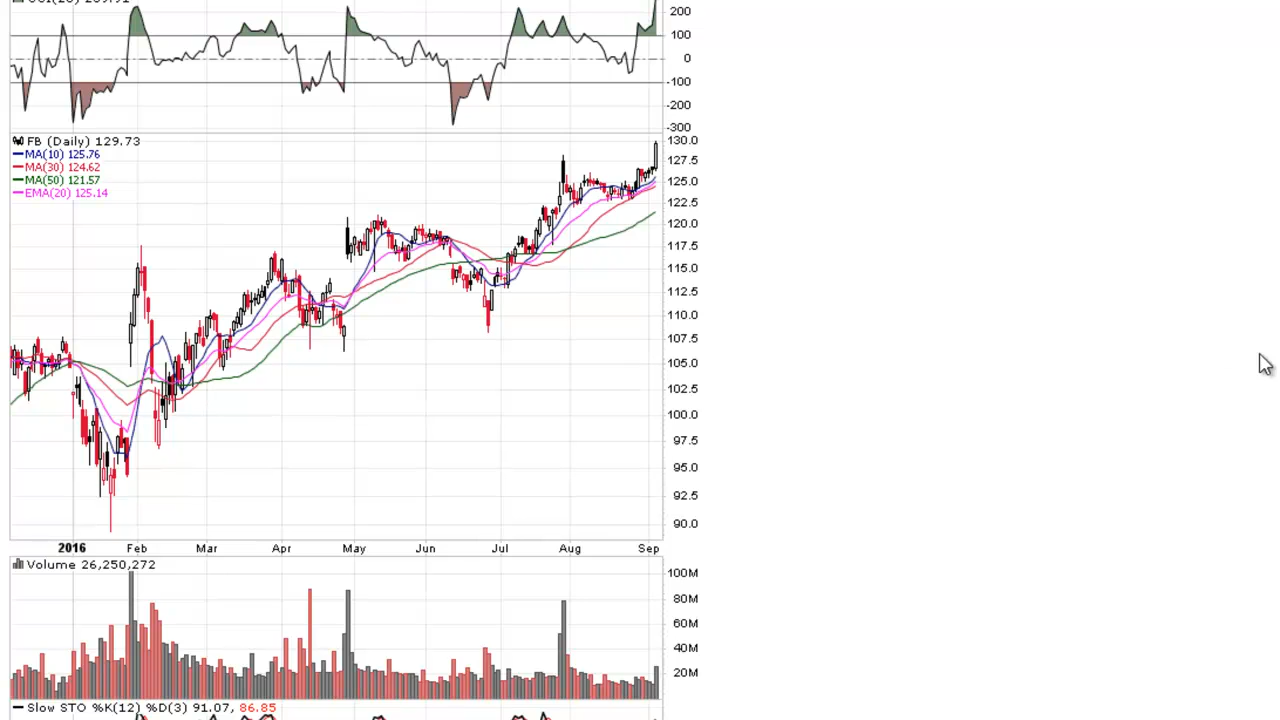 CCI(20) 209.91
200
100
0
-100
-200
-300
FB (Daily) 129.73
MA(10) 125.76
MA(30) 124.62
MA(50) 121.57
EMA(20) 125.14
130.0
127.5
125.0
122.5
120.0
117.5
115.0
112.5
110.0
107.5
105.0
102.5
100.0
97.5
95.0
92.5
90.0
2016 Feb Mar Apr May Jun Jul Aug Sep
Volume 26,250,272
100M
80M
60M
40M
20M
Slow STO %K(12) %D(3) 91.07, 86.85